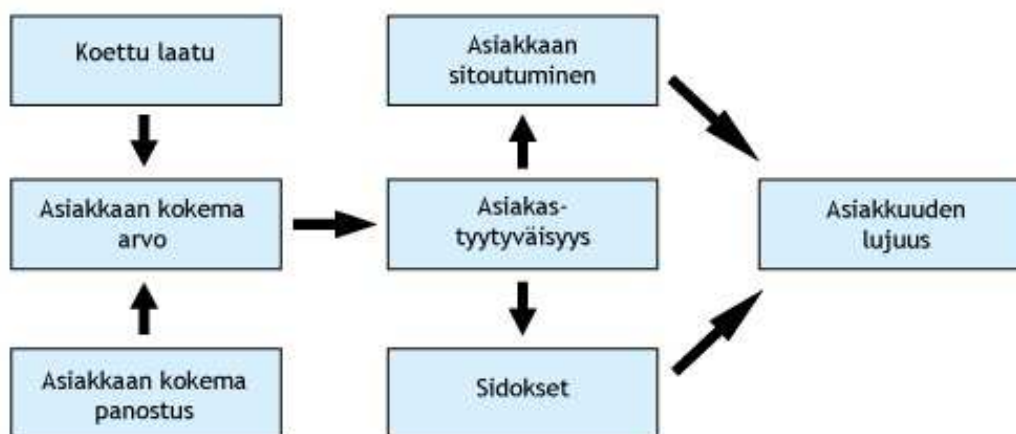 Koettu laatu
Asiakkaan
sitoutuminen
Asiakkaan kokema
arvo
Asiakas-
tyytyväisyys
Asiakkuuden
lujuus
Asiakkaan kokema
panostus
Sidokset